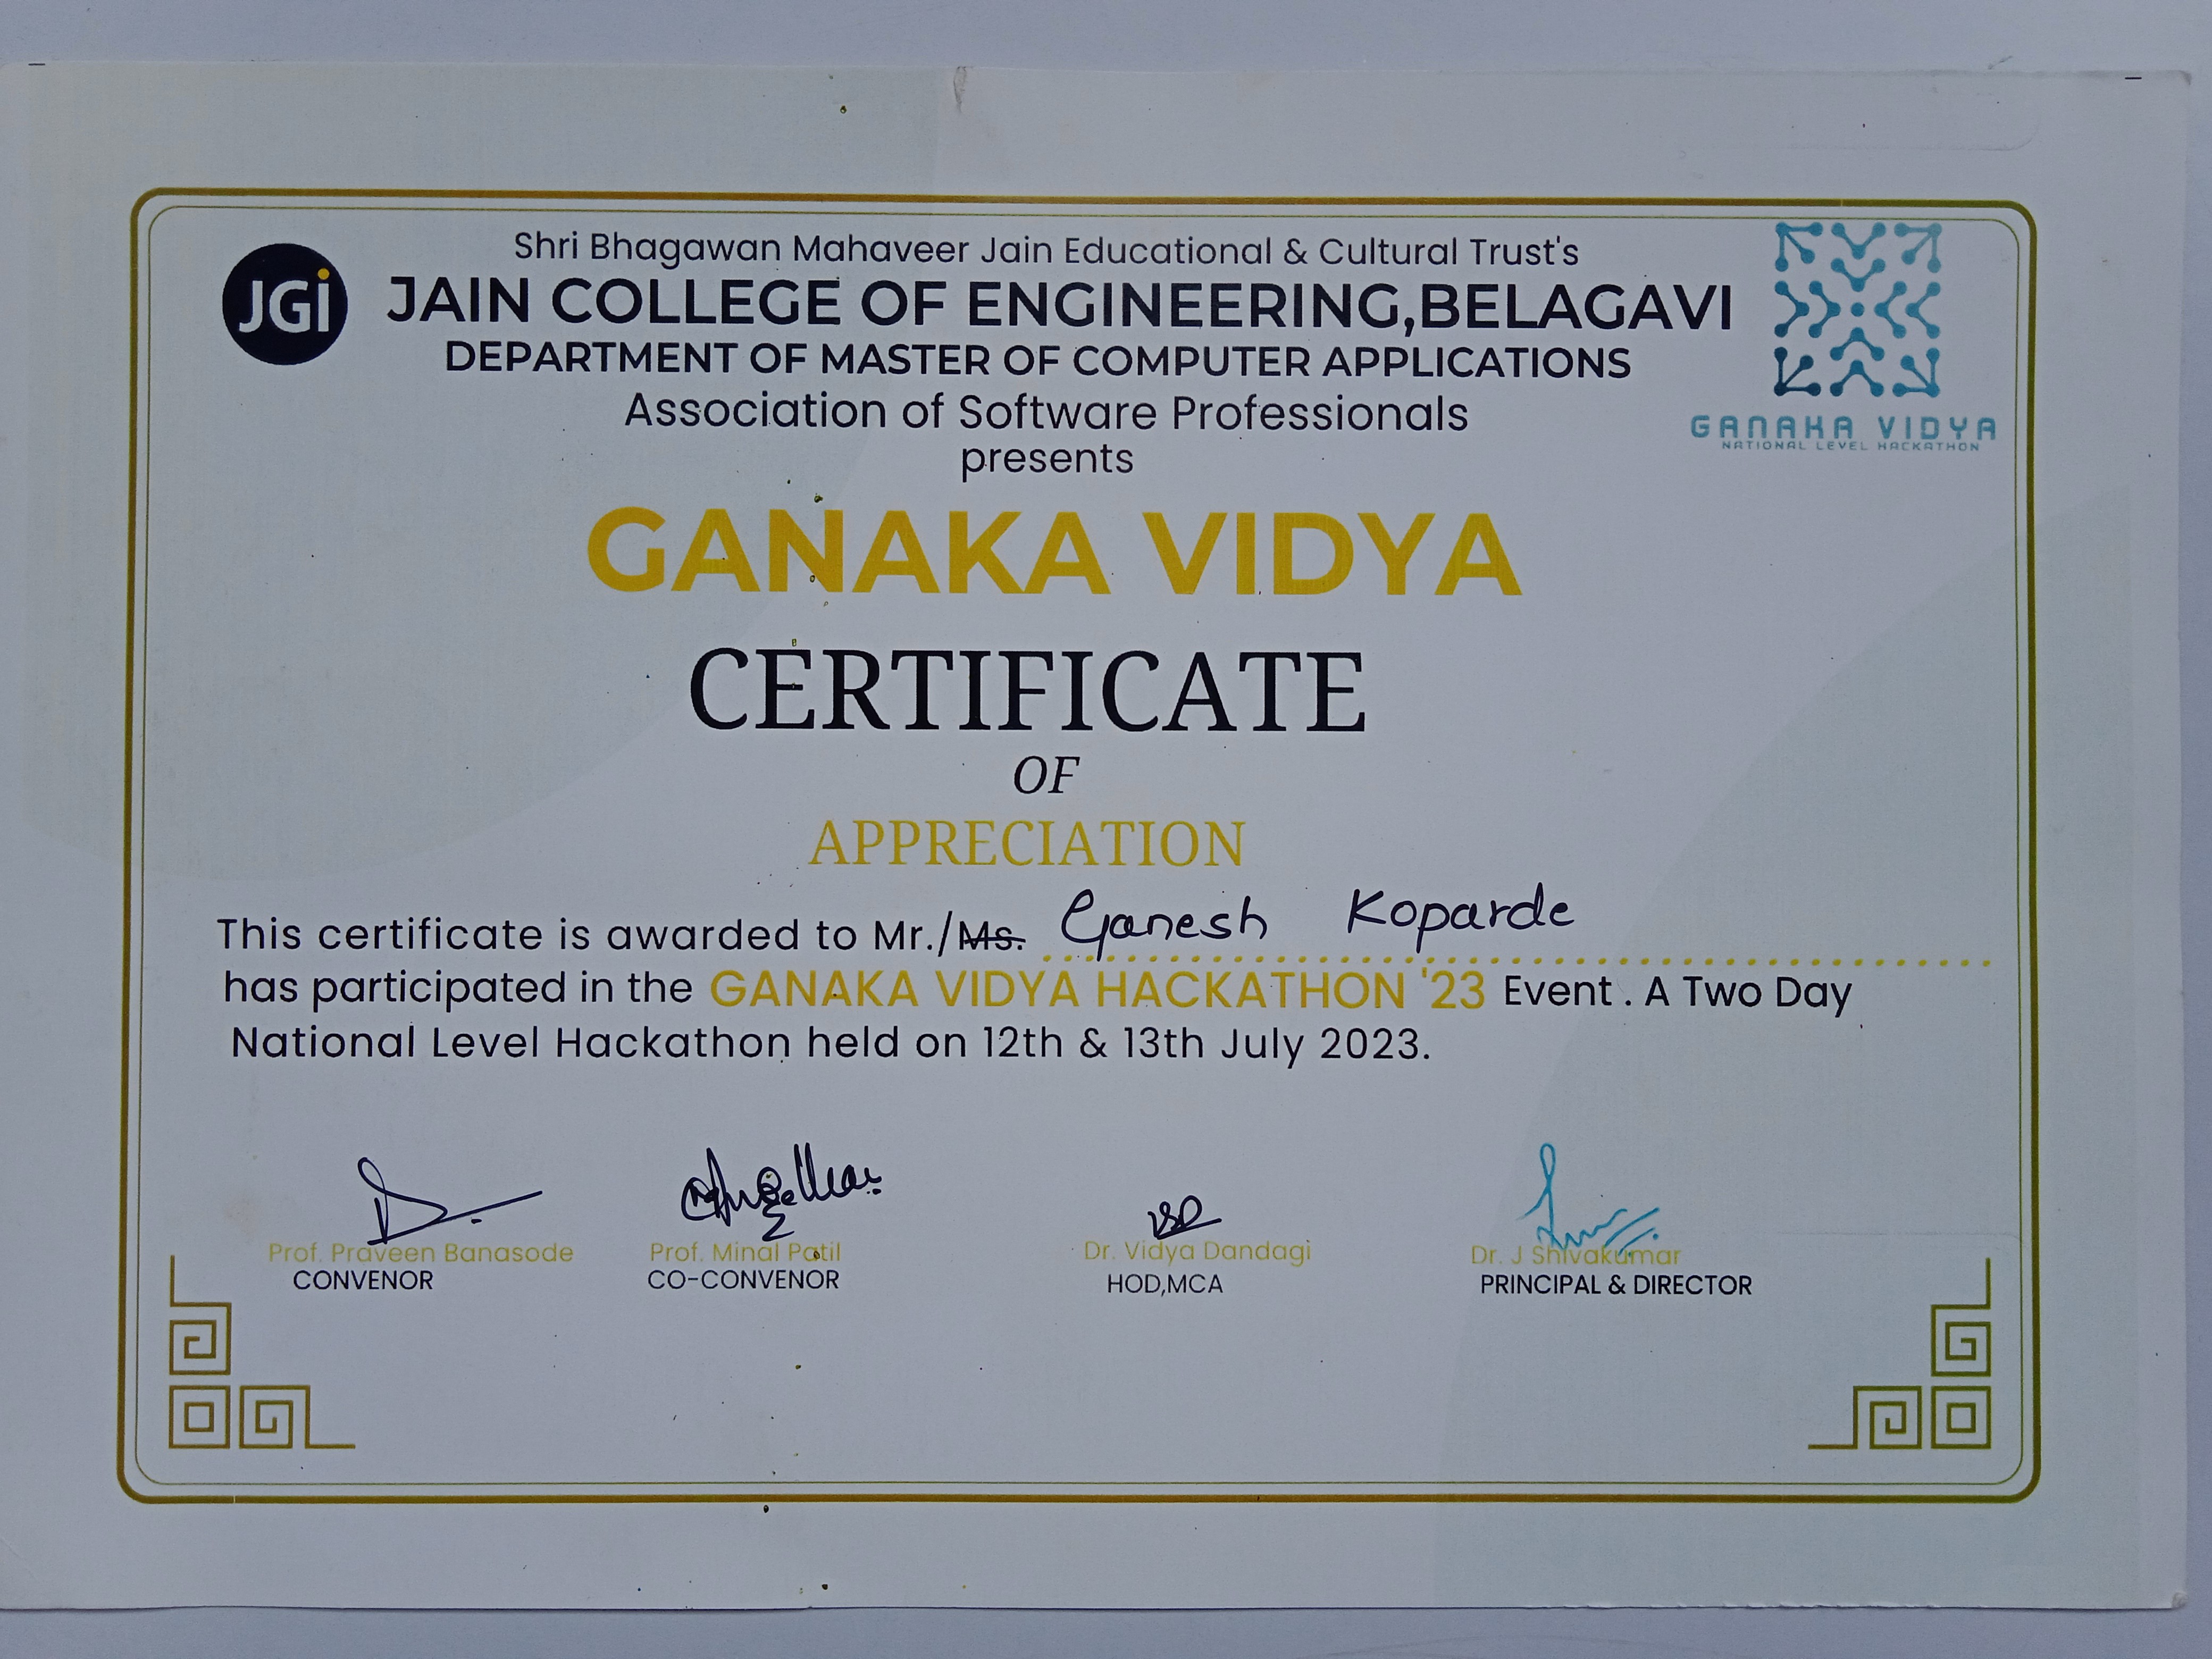 JGi
Shri Bhagawan Mahaveer Jain Educational & Cultural Trust's
JAIN COLLEGE OF ENGINEERING,BELAGAVI
DEPARTMENT OF MASTER OF COMPUTER APPLICATIONS
Association of Software Professionals
presents
GANAKA VIDYA
NATIONAL LEVEL HACKATHON
GANAKA VIDYA
CERTIFICATE
OF
APPRECIATION
This certificate is awarded to Mr./Ms. Ganesh Koparde
has participated in the GANAKA VIDYA HACKATHON '23 Event. A Two Day
National Level Hackathon held on 12th & 13th July 2023.
Prof. Praveen Banasode
CONVENOR
Prof. Minal Patil
CO-CONVENOR
Dr. Vidya Dandagi
HOD,MCA
Dr. J Shivakumar
PRINCIPAL & DIRECTOR